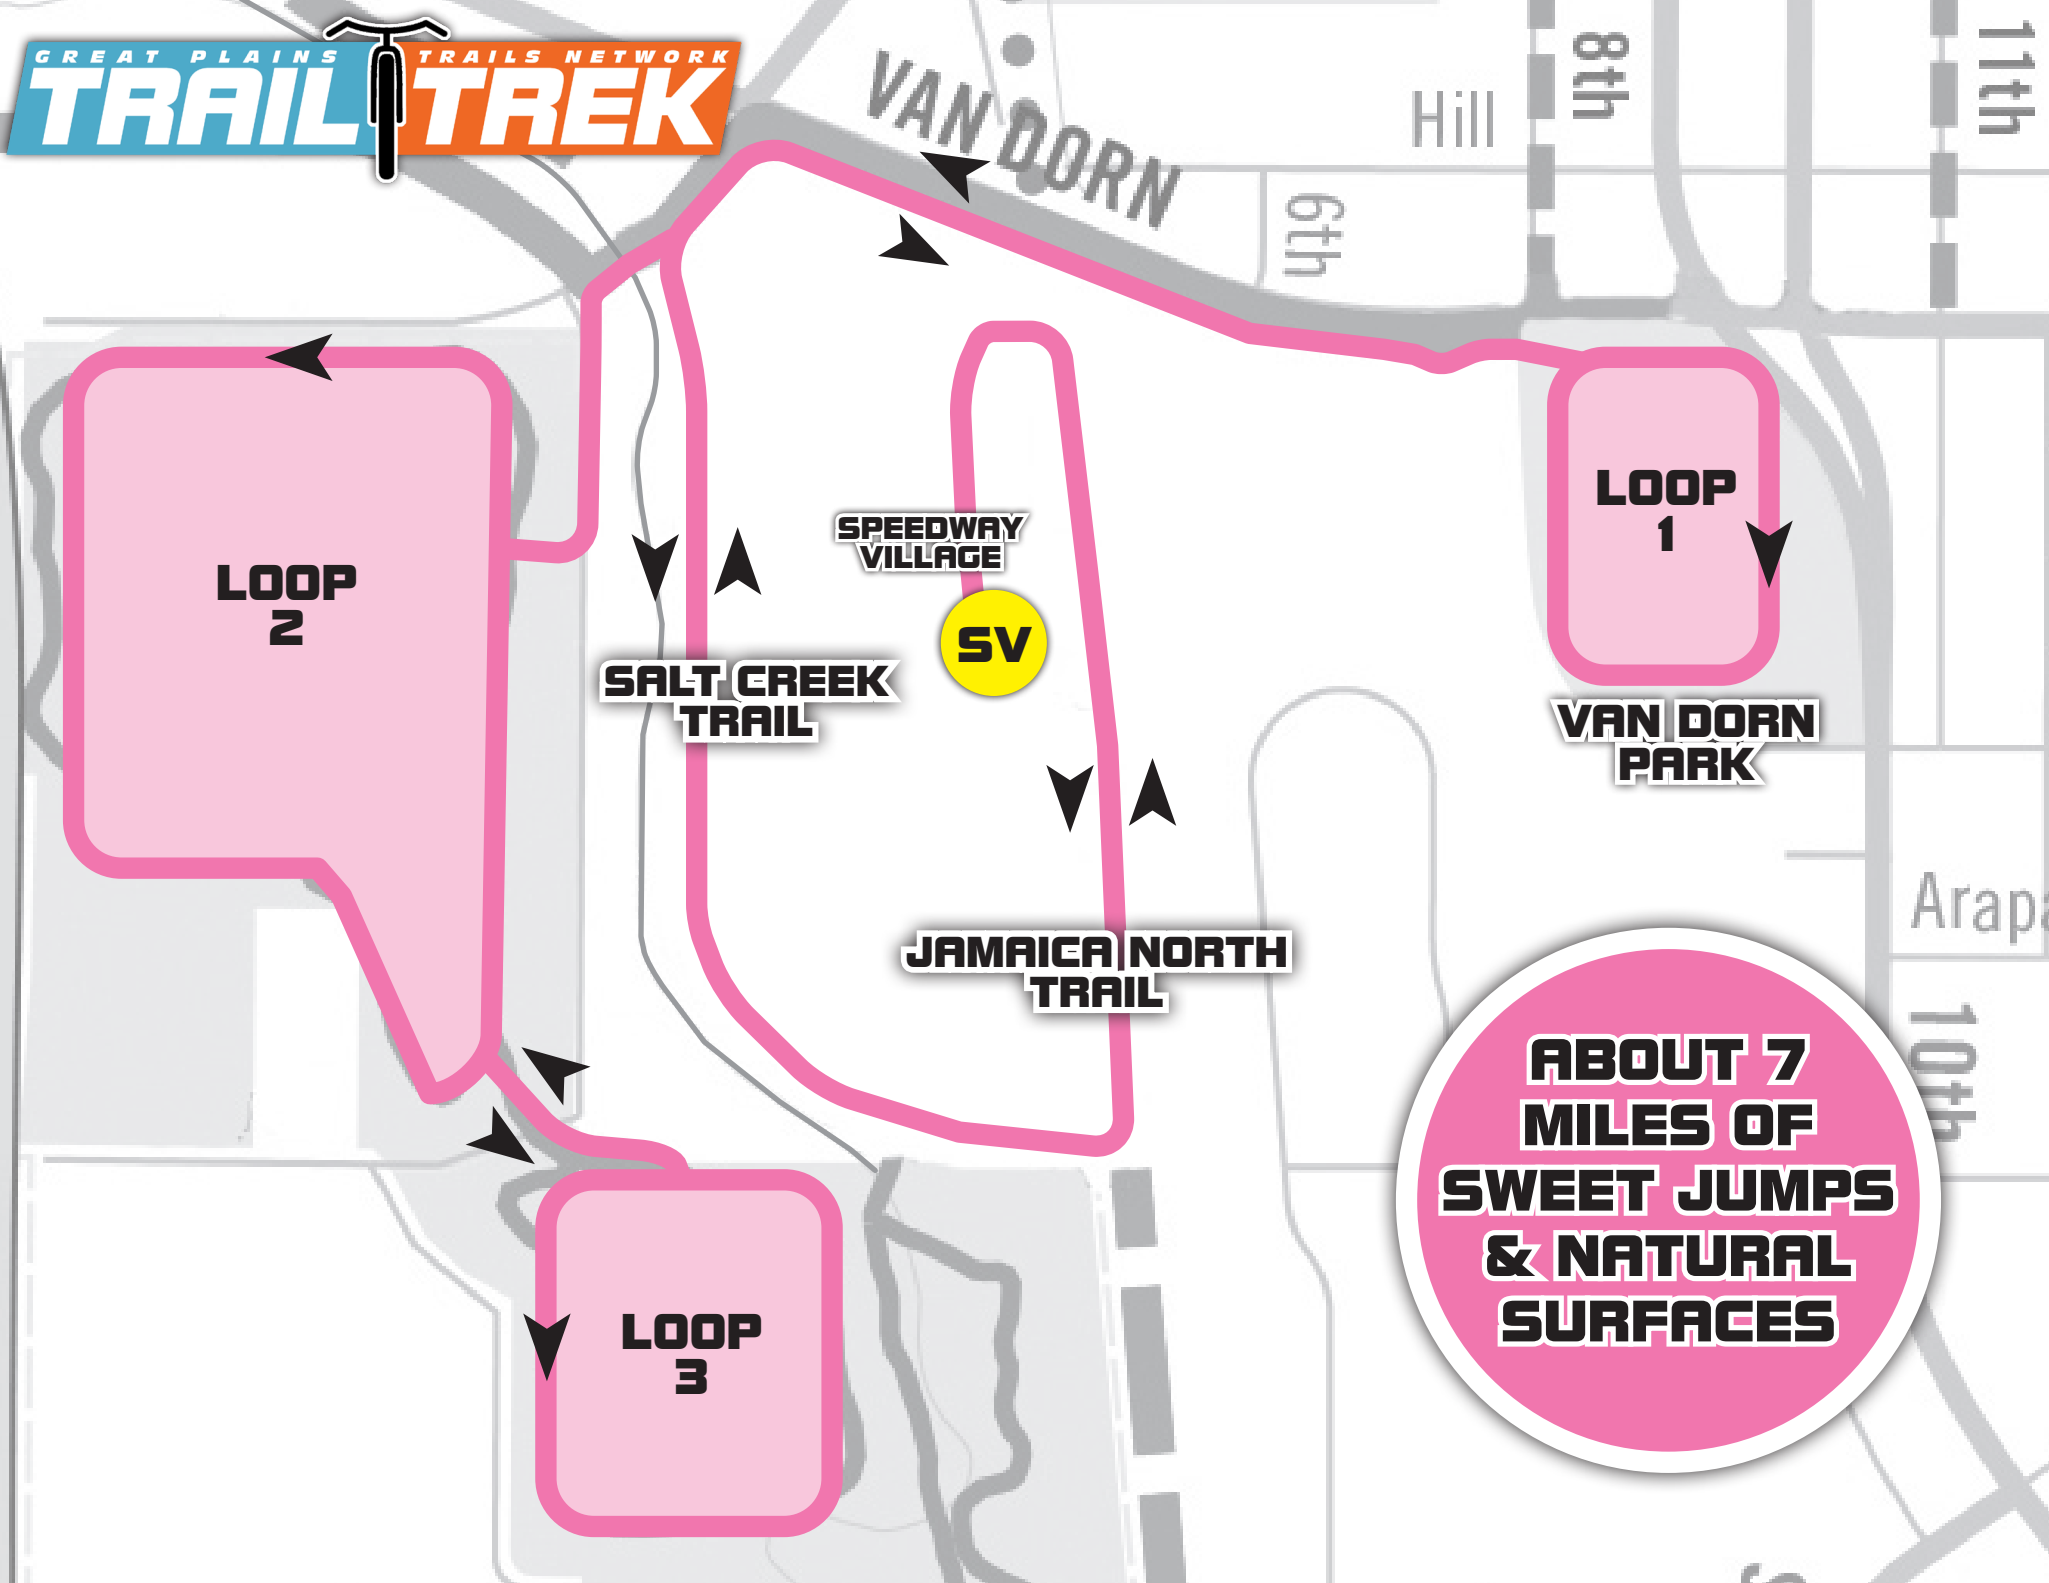 GREAT PLAINS TRAILS NETWORK
TRAIL TREK
VAN DORN
Hill
8th
11th
6th
LOOP
1
SPEEDWAY
VILLAGE
LOOP
2
SV
SALT CREEK
TRAIL
VAN DORN
PARK
JAMAICA NORTH
TRAIL
10th
LOOP
3
ABOUT 7
MILES OF
SWEET JUMPS
& NATURAL
SURFACES